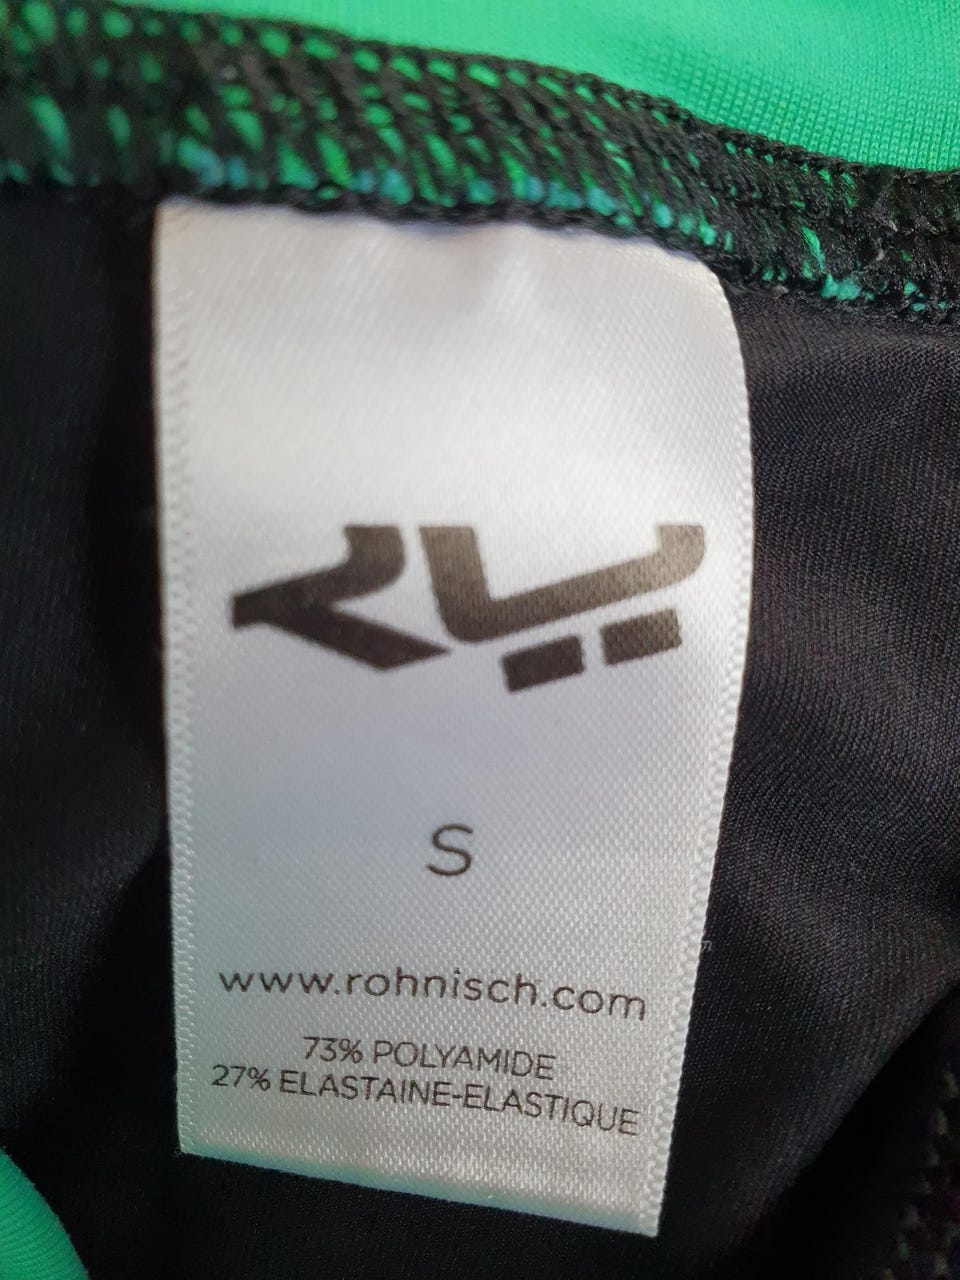 S
www.rohnisch.com
73% POLYAMIDE
27% ELASTAINE-ELASTIQUE